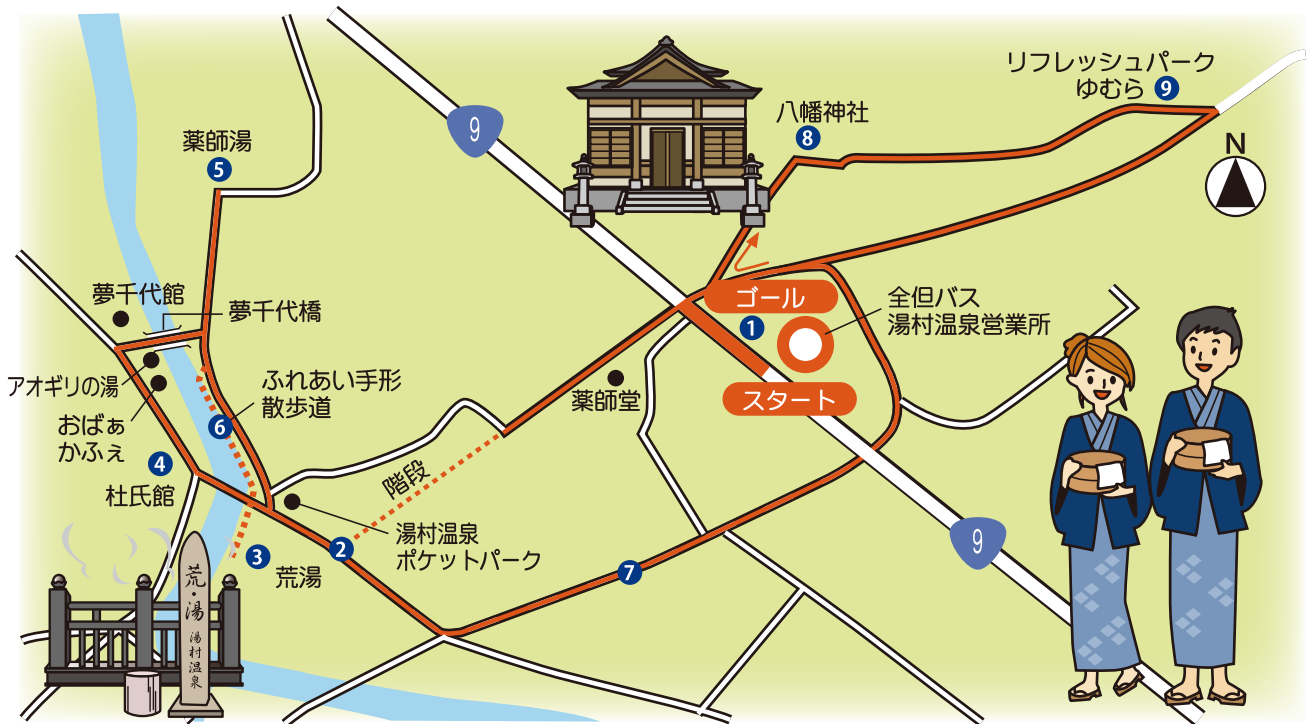 リフレッシュパーク
ゆむら 9
9
八幡神社
8
N
薬師湯
5
夢千代館
夢千代橋
ゴール
1
全但バス
湯村温泉営業所
アオギリの湯
ふれあい手形
散歩道
6
薬師堂
スタート
おばぁ
かふぇ
4
杜氏館
階段
湯村温泉
ポケットパーク
2
3
荒湯
7
9
荒・湯
湯村温泉